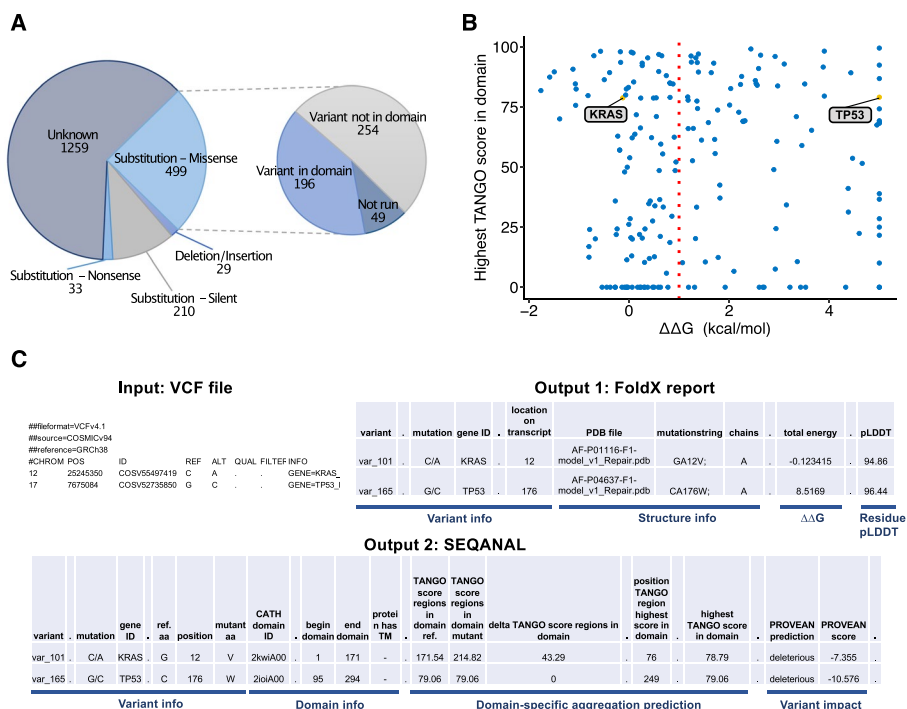 A
Unknown
1259
Substitution – Missense
499
Deletion/Insertion
29
Substitution – Silent
210
Substitution – Nonsense
33
Variant not in domain
254
Variant in domain
196
Not run
49
B
Highest TANGO score in domain
100
75
50
25
0
KRAS
TP53
−2
0
2
4
ΔΔG (kcal/mol)
C
Input: VCF file
##fileformat=VCFv4.1
##source=COSMICv94
##reference=GRCh38
#CHROM POS ID REF ALT QUAL FILTER INFO
12 25245350 COSV55497419 C A . . GENE=KRAS_
17 7675084 COSV52735850 G C . . GENE=TP53_
Output 1: FoldX report
variant . mutation gene ID . location on transcript PDB file mutationstring chains . total energy . pLDDT
var_101 . C/A KRAS . 12 AF-P01116-F1-model_v1_Repair.pdb GA12V; A . -0.123415 . 94.86
var_165 . G/C TP53 . 176 AF-P04637-F1-model_v1_Repair.pdb CA176W; A . 8.5169 . 96.44
Variant info
Structure info
ΔΔG
Residue
pLDDT
Output 2: SEQANAL
variant . mutation gene ID . ref. aa position mutant aa CATH domain ID . begin domain end domain protei n has TM . TANGO score regions in domain ref. TANGO score regions in domain mutant delta TANGO score regions in domain . position TANGO region highest score in domain . highest TANGO score in domain . PROVEAN prediction PROVEAN score .
var_101 . C/A KRAS . G 12 V 2kwiA00 . 1 171 - . 171.54 214.82 43.29 . 76 . 78.79 . deleterious -7.355 .
var_165 . G/C TP53 . C 176 W 2ioiA00 . 95 294 - . 79.06 79.06 0 . 249 . 79.06 . deleterious -10.576 .
Variant info
Domain info
Domain-specific aggregation prediction
Variant impact